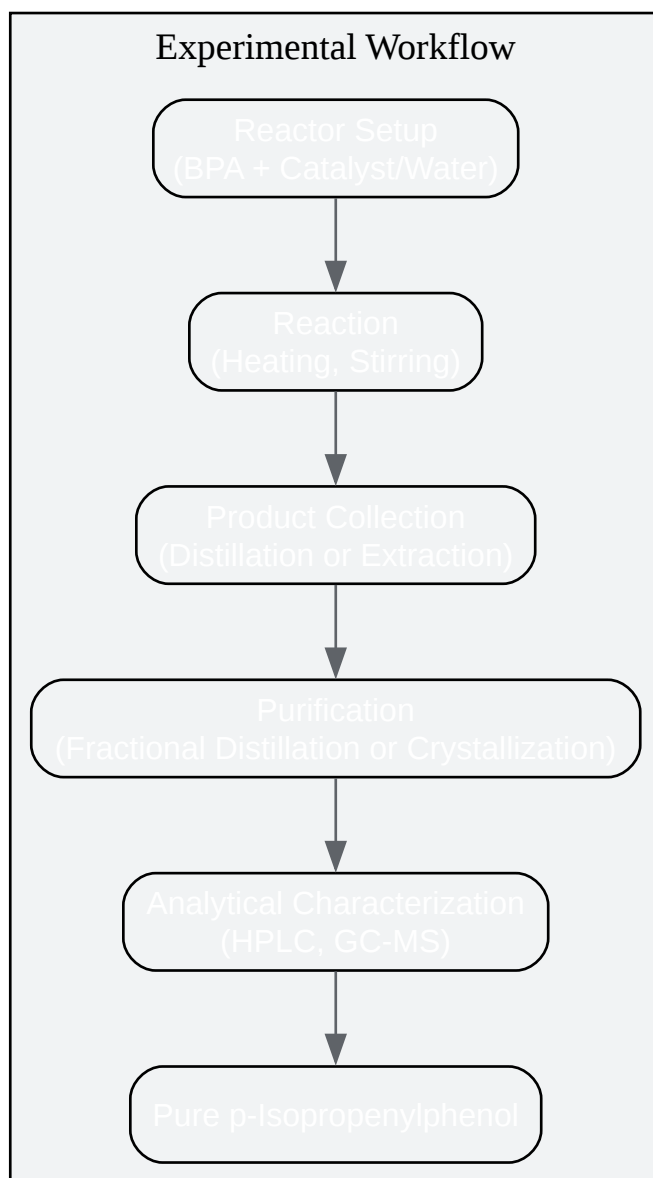 Experimental Workflow
Reactor Setup
(BPA + Catalyst/Water)
Reaction
(Heating, Stirring)
Product Collection
(Distillation or Extraction)
Purification
(Fractional Distillation or Crystallization)
Analytical Characterization
(HPLC, GC-MS)
Pure p-Isopropenylphenol